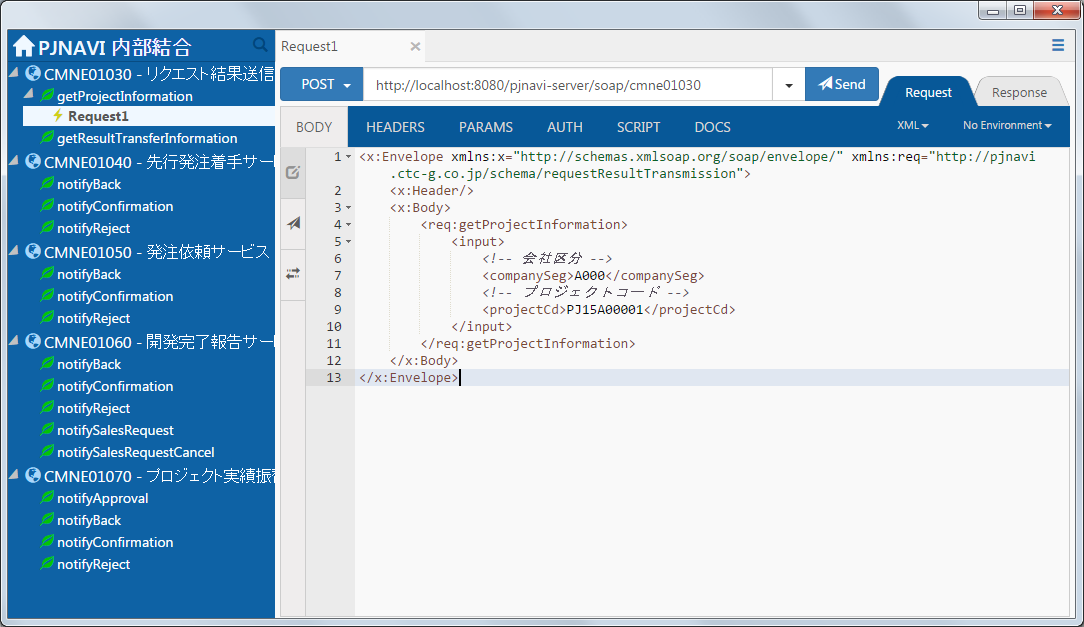 PJNAVI 内部結合
CMNE01030 - リクエスト結果送信
getProjectInformation
Request1
getResultTransferInformation
CMNE01040 - 先行発注着手サー
notifyBack
notifyConfirmation
notifyReject
CMNE01050 - 発注依頼サービス
notifyBack
notifyConfirmation
notifyReject
CMNE01060 - 開発完了報告サー
notifyBack
notifyConfirmation
notifyReject
notifySalesRequest
notifySalesRequestCancel
CMNE01070 - プロジェクト実績振
notifyApproval
notifyBack
notifyConfirmation
notifyReject
Request1
POST http://localhost:8080/pjnavi-server/soap/cmne01030 Send
Request Response
BODY HEADERS PARAMS AUTH SCRIPT DOCS XML No Environment
1 <x:Envelope xmlns:x="http://schemas.xmlsoap.org/soap/envelope/" xmlns:req="http://pjnavi
.ctc-g.co.jp/schema/requestResultTransmission">
2 <x:Header/>
3 <x:Body>
4 <req:getProjectInformation>
5 <input>
6 <!-- 会社区分 -->
7 <companySeg>A000</companySeg>
8 <!-- プロジェクトコード -->
9 <projectCd>PJ15A00001</projectCd>
10 </input>
11 </req:getProjectInformation>
12 </x:Body>
13 </x:Envelope>